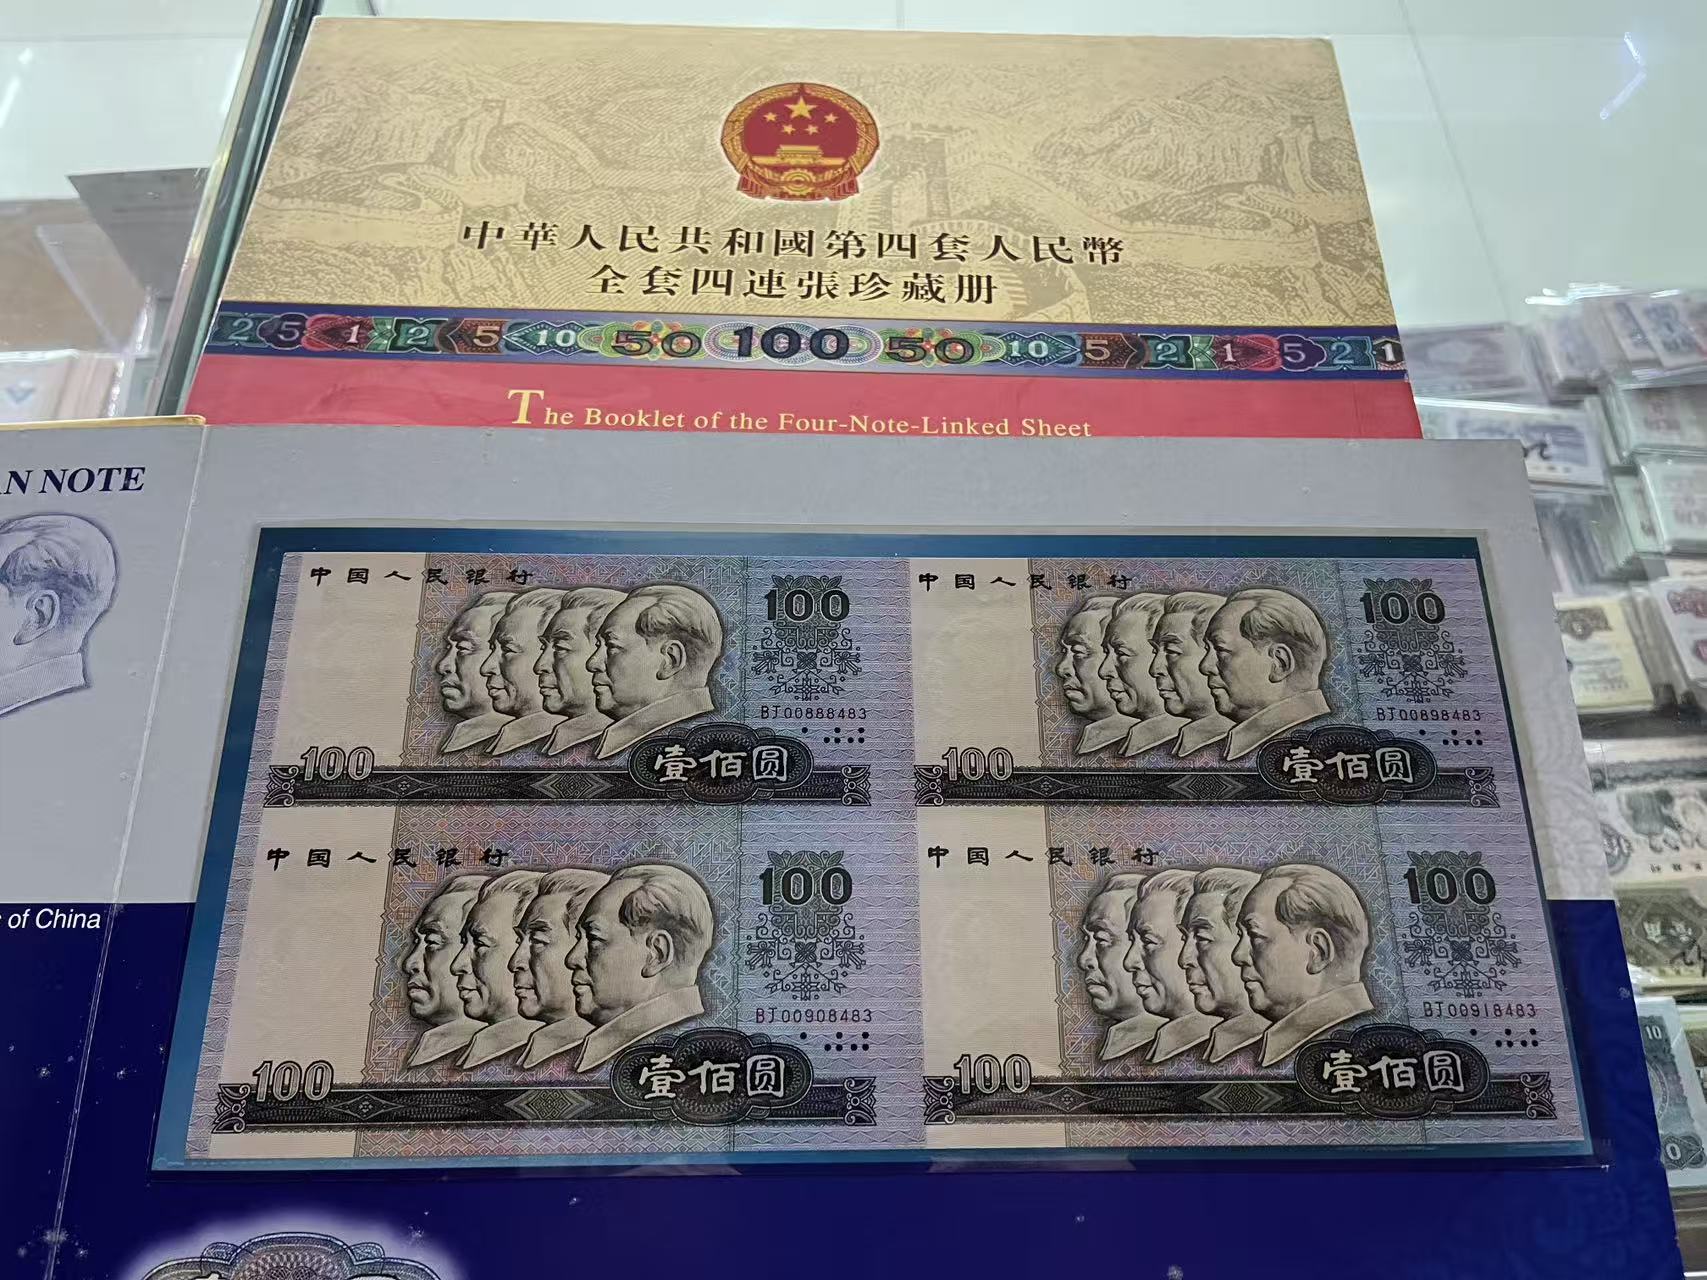 中華人民共和國第四套人民幣
全套四連張珍藏册
2 5 1 2 5 10 50 100 50 10 5 2 1 5 2 1
The Booklet of the Four-Note-Linked Sheet
AN NOTE
of China
中国人民银行
100
BJ00888483
100
壹佰圆
中国人民银行
100
BJ00898483
100
壹佰圆
中国人民银行
100
BJ00908483
100
壹佰圆
中国人民银行
100
BJ00918483
100
壹佰圆
10